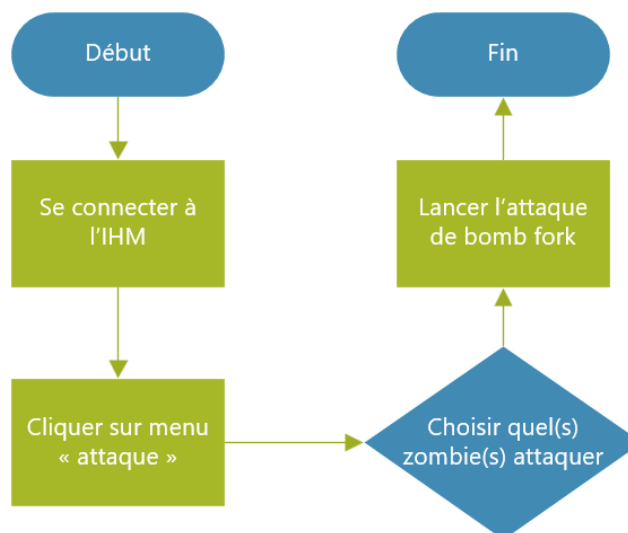 Début
Se connecter à
l'IHM
Cliquer sur menu
« attaque »
Choisir quel(s)
zombie(s) attaquer
Lancer l'attaque
de bomb fork
Fin